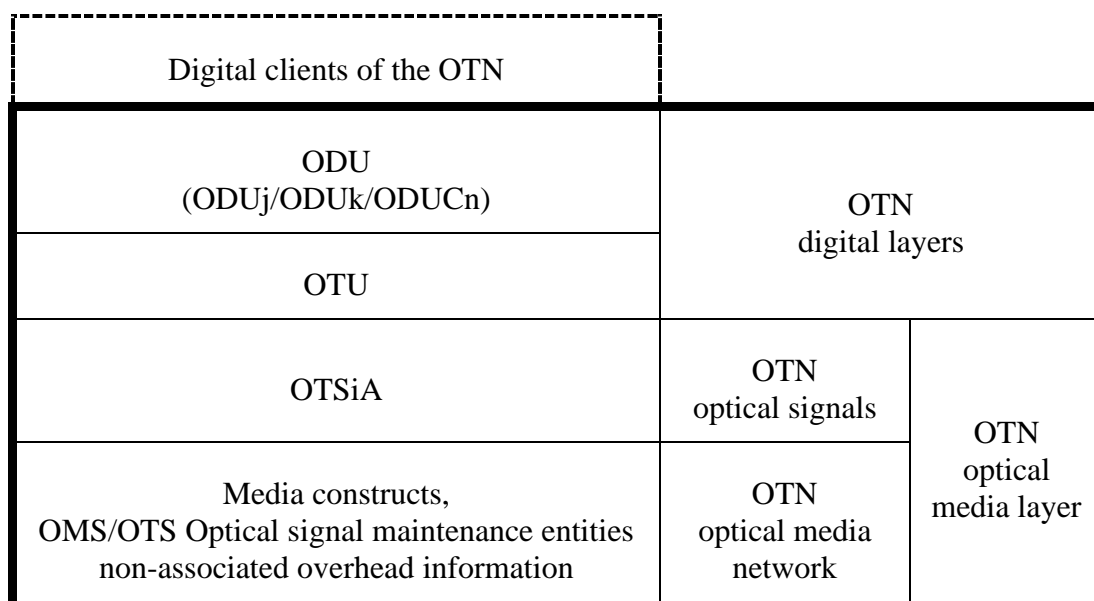 Digital clients of the OTN
ODU
(ODUj/ODUk/ODUCn)
OTN
digital layers
OTU
OTSiA
OTN
optical signals
OTN
optical
media layer
Media constructs,
OMS/OTS Optical signal maintenance entities
non-associated overhead information
OTN
optical media
network